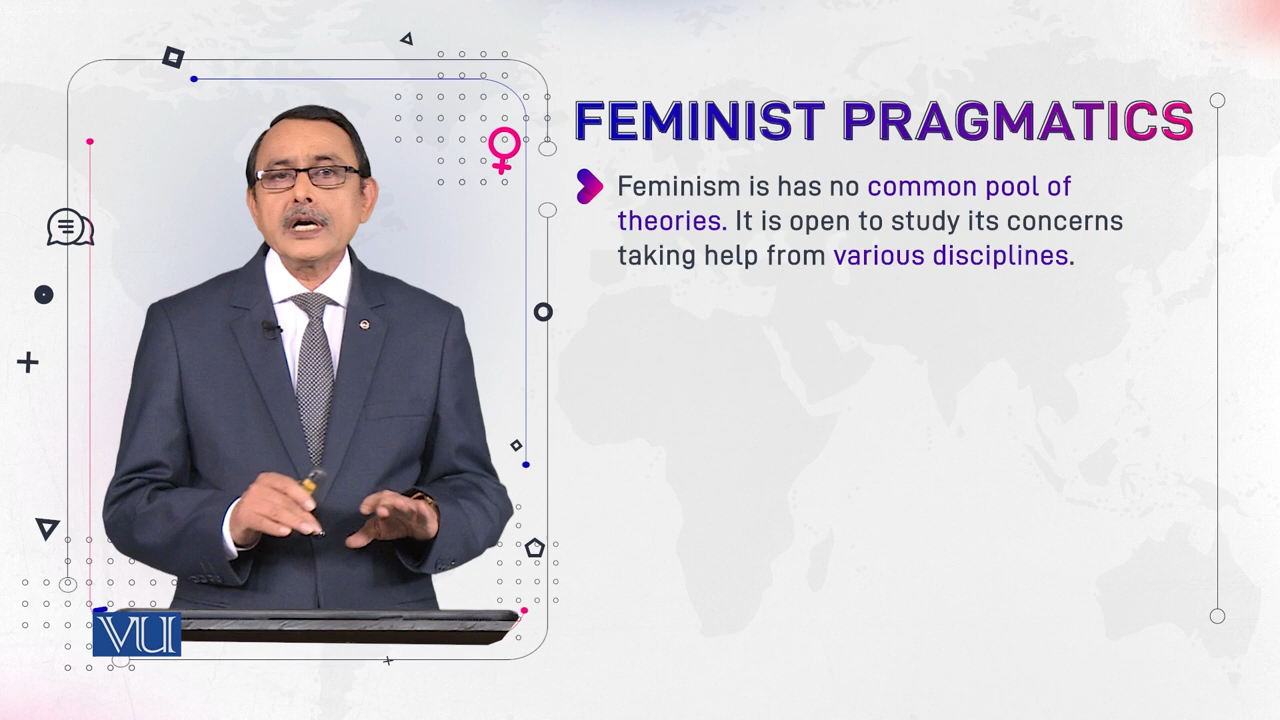 FEMINIST PRAGMATICS
Feminism is has no common pool of
theories. It is open to study its concerns
taking help from various disciplines.
VU